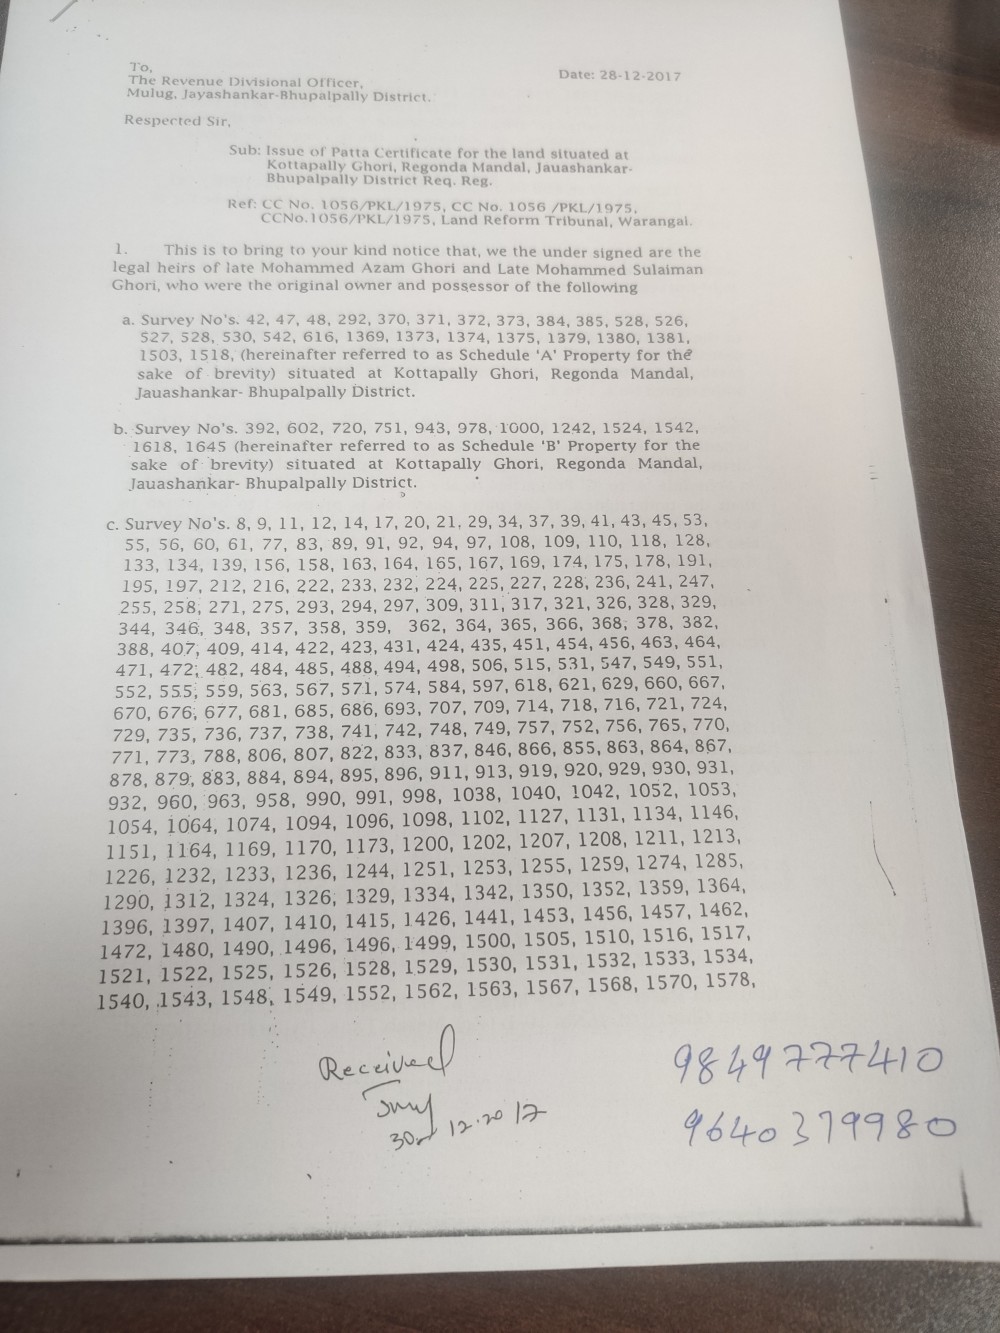 To,
The Revenue Divisional Officer,
Mulug, Jayashankar-Bhupalpally District.
Date: 28-12-2017
Respected Sir,
Sub: Issue of Patta Certificate for the land situated at
Kottapally Ghori, Regonda Mandal, Jauashankar-
Bhupalpally District Req. Reg.
Ref: CC No. 1056/PKL/1975, CC No. 1056 /PKL/1975,
CCNo.1056/PKL/1975, Land Reform Tribunal, Warangal.
1. This is to bring to your kind notice that, we the under signed are the
legal heirs of late Mohammed Azam Ghori and Late Mohammed Sulaiman
Ghori, who were the original owner and possessor of the following
a. Survey No's. 42, 47, 48, 292, 370, 371, 372, 373, 384, 385, 528, 526,
527, 528, 530, 542, 616, 1369, 1373, 1374, 1375, 1379, 1380, 1381,
1503, 1518, (hereinafter referred to as Schedule 'A' Property for the
sake of brevity) situated at Kottapally Ghori, Regonda Mandal,
Jauashankar- Bhupalpally District.
b. Survey No's. 392, 602, 720, 751, 943, 978, 1000, 1242, 1524, 1542,
1618, 1645 (hereinafter referred to as Schedule 'B' Property for the
sake of brevity) situated at Kottapally Ghori, Regonda Mandal,
Jauashankar- Bhupalpally District.
c. Survey No's. 8, 9, 11, 12, 14, 17, 20, 21, 29, 34, 37, 39, 41, 43, 45, 53,
55, 56, 60, 61, 77, 83, 89, 91, 92, 94, 97, 108, 109, 110, 118, 128,
133, 134, 139, 156, 158, 163, 164, 165, 167, 169, 174, 175, 178, 191,
195, 197, 212, 216, 222, 233, 232, 224, 225, 227, 228, 236, 241, 247,
255, 258, 271, 275, 293, 294, 297, 309, 311, 317, 321, 326, 328, 329,
344, 346, 348, 357, 358, 359, 362, 364, 365, 366, 368, 378, 382,
388, 407, 409, 414, 422, 423, 431, 424, 435, 451, 454, 456, 463, 464,
471, 472, 482, 484, 485, 488, 494, 498, 506, 515, 531, 547, 549, 551,
552, 555, 559, 563, 567, 571, 574, 584, 597, 618, 621, 629, 660, 667,
670, 676, 677, 681, 685, 686, 693, 707, 709, 714, 718, 716, 721, 724,
729, 735, 736, 737, 738, 741, 742, 748, 749, 757, 752, 756, 765, 770,
771, 773, 788, 806, 807, 822, 833, 837, 846, 866, 855, 863, 864, 867,
878, 879, 883, 884, 894, 895, 896, 911, 913, 919, 920, 929, 930, 931,
932, 960, 963, 958, 990, 991, 998, 1038, 1040, 1042, 1052, 1053,
1054, 1064, 1074, 1094, 1096, 1098, 1102, 1127, 1131, 1134, 1146,
1151, 1164, 1169, 1170, 1173, 1200, 1202, 1207, 1208, 1211, 1213,
1226, 1232, 1233, 1236, 1244, 1251, 1253, 1255, 1259, 1274, 1285,
1290, 1312, 1324, 1326, 1329, 1334, 1342, 1350, 1352, 1359, 1364,
1396, 1397, 1407, 1410, 1415, 1426, 1441, 1453, 1456, 1457, 1462,
1472, 1480, 1490, 1496, 1496, 1499, 1500, 1505, 1510, 1516, 1517,
1521, 1522, 1525, 1526, 1528, 1529, 1530, 1531, 1532, 1533, 1534,
1540, 1543, 1548, 1549, 1552, 1562, 1563, 1567, 1568, 1570, 1578,
Received
12.2017
9849777410
9640379980